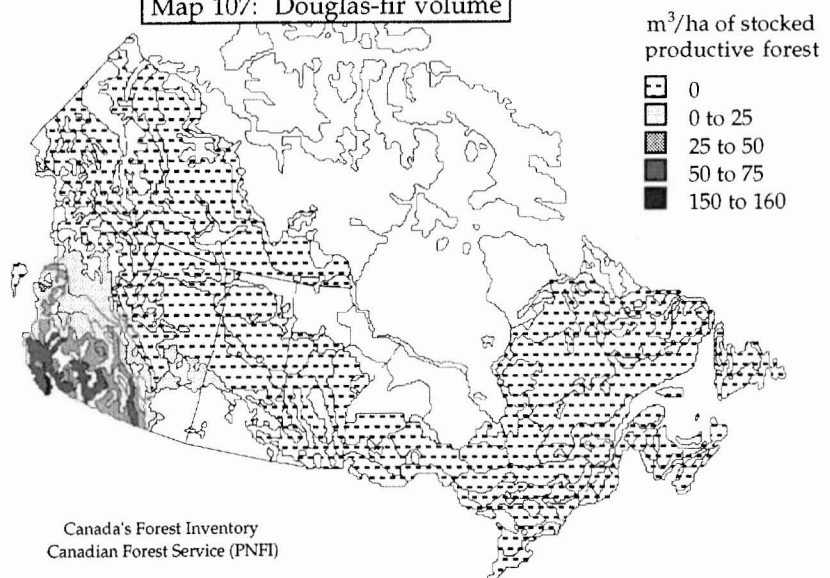 Map 107: Douglas-fir volume
m³/ha of stocked
productive forest
0
0 to 25
25 to 50
50 to 75
150 to 160
Canada's Forest Inventory
Canadian Forest Service (PNFI)